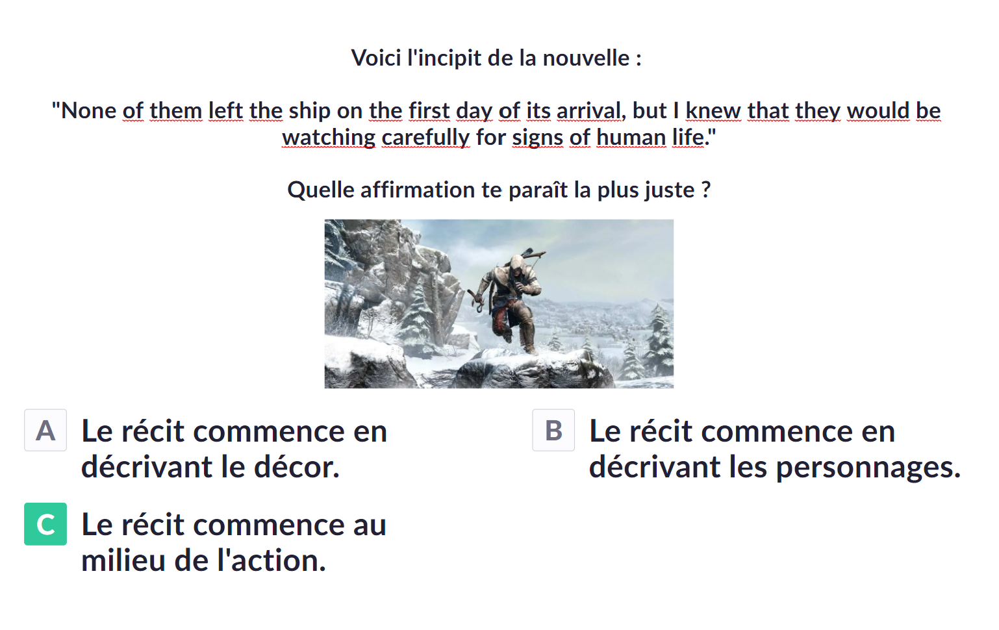 Voici l'incipit de la nouvelle :
"None of them left the ship on the first day of its arrival, but I knew that they would be
watching carefully for signs of human life."
Quelle affirmation te paraît la plus juste ?
A Le récit commence en
décrivant le décor.
B Le récit commence en
décrivant les personnages.
C Le récit commence au
milieu de l'action.